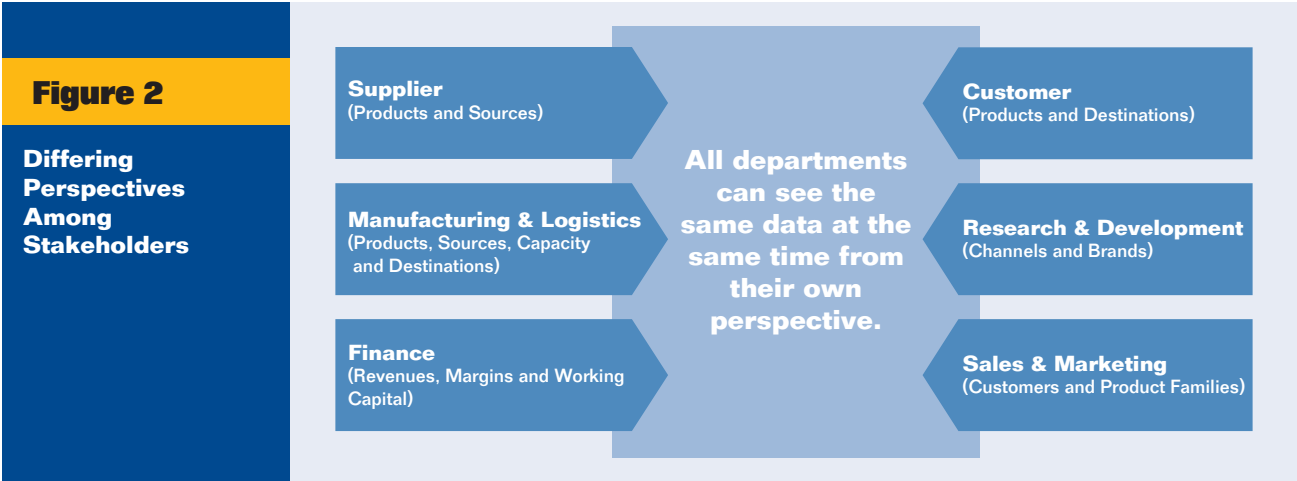 Figure 2
Differing
Perspectives
Among
Stakeholders
Supplier
(Products and Sources)
Manufacturing & Logistics
(Products, Sources, Capacity
and Destinations)
Finance
(Revenues, Margins and Working
Capital)
All departments
can see the
same data at the
same time from
their own
perspective.
Customer
(Products and Destinations)
Research & Development
(Channels and Brands)
Sales & Marketing
(Customers and Product Families)